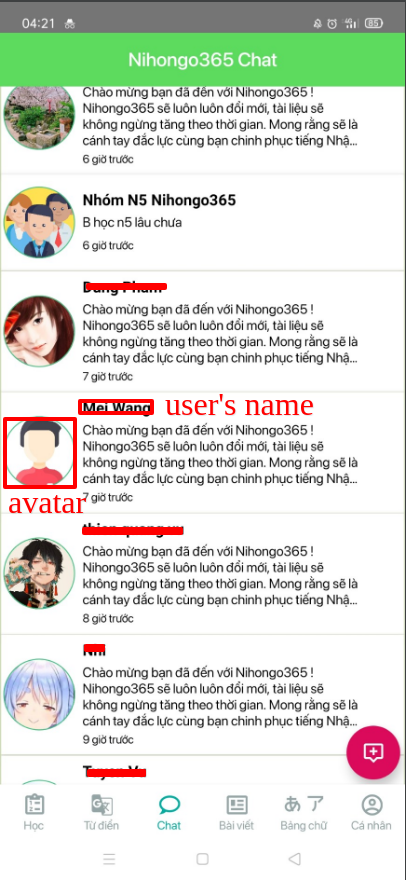 04:21
4G
85
Nihongo365 Chat
Chào mừng bạn đã đến với Nihongo365 !
Nihongo365 sẽ luôn luôn đổi mới, tài liệu sẽ
không ngừng tăng theo thời gian. Mong rằng sẽ là
cánh tay đắc lực cùng bạn chinh phục tiếng Nhậ...
6 giờ trước
Nhóm N5 Nihongo365
B học n5 lâu chưa
6 giờ trước
Chào mừng bạn đã đến với Nihongo365 !
Nihongo365 sẽ luôn luôn đổi mới, tài liệu sẽ
không ngừng tăng theo thời gian. Mong rằng sẽ là
cánh tay đắc lực cùng bạn chinh phục tiếng Nhậ...
7 giờ trước
Mei Wang user's name
Chào mừng bạn đã đến với Nihongo365 !
Nihongo365 sẽ luôn luôn đổi mới, tài liệu sẽ
không ngừng tăng theo thời gian. Mong rằng sẽ là
cánh tay đắc lực cùng bạn chinh phục tiếng Nhậ...
avatar
7 giờ trước
Chào mừng bạn đã đến với Nihongo365 !
Nihongo365 sẽ luôn luôn đổi mới, tài liệu sẽ
không ngừng tăng theo thời gian. Mong rằng sẽ là
cánh tay đắc lực cùng bạn chinh phục tiếng Nhậ...
8 giờ trước
Chào mừng bạn đã đến với Nihongo365 !
Nihongo365 sẽ luôn luôn đổi mới, tài liệu sẽ
không ngừng tăng theo thời gian. Mong rằng sẽ là
cánh tay đắc lực cùng bạn chinh phục tiếng Nhậ...
9 giờ trước
あ ア
Học Từ điển Chat Bài viết Bảng chữ Cá nhân